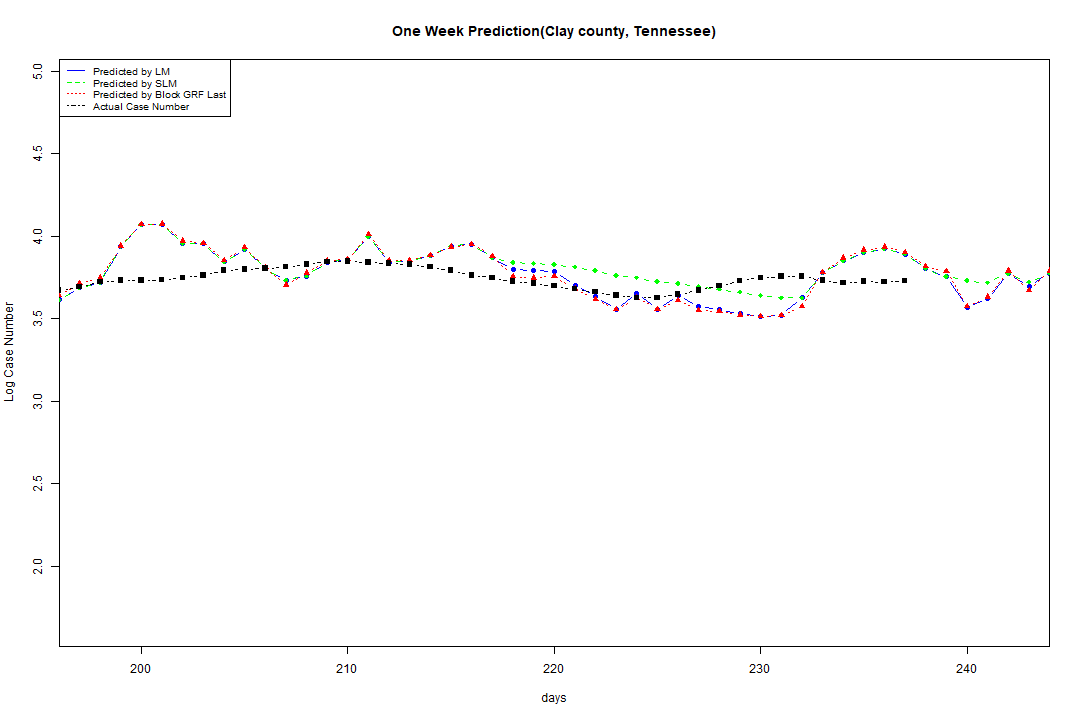 One Week Prediction(Clay county, Tennessee)
Predicted by LM
Predicted by SLM
Predicted by Block GRF Last
Actual Case Number
5.0
4.5
4.0
3.5
3.0
2.5
2.0
Log Case Number
200 210 220 230 240
days